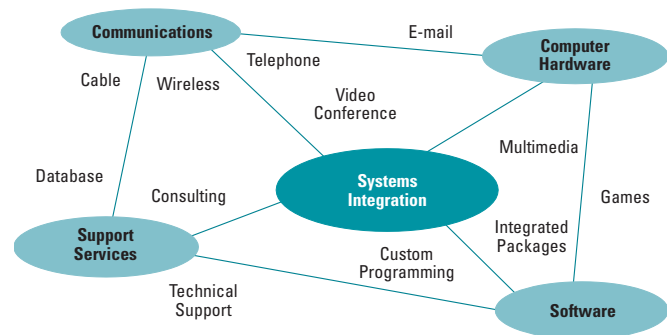 Communications
E-mail
Computer
Hardware
Telephone
Cable
Wireless
Video
Conference
Multimedia
Systems
Integration
Database
Consulting
Games
Support
Services
Custom
Programming
Integrated
Packages
Technical
Support
Software